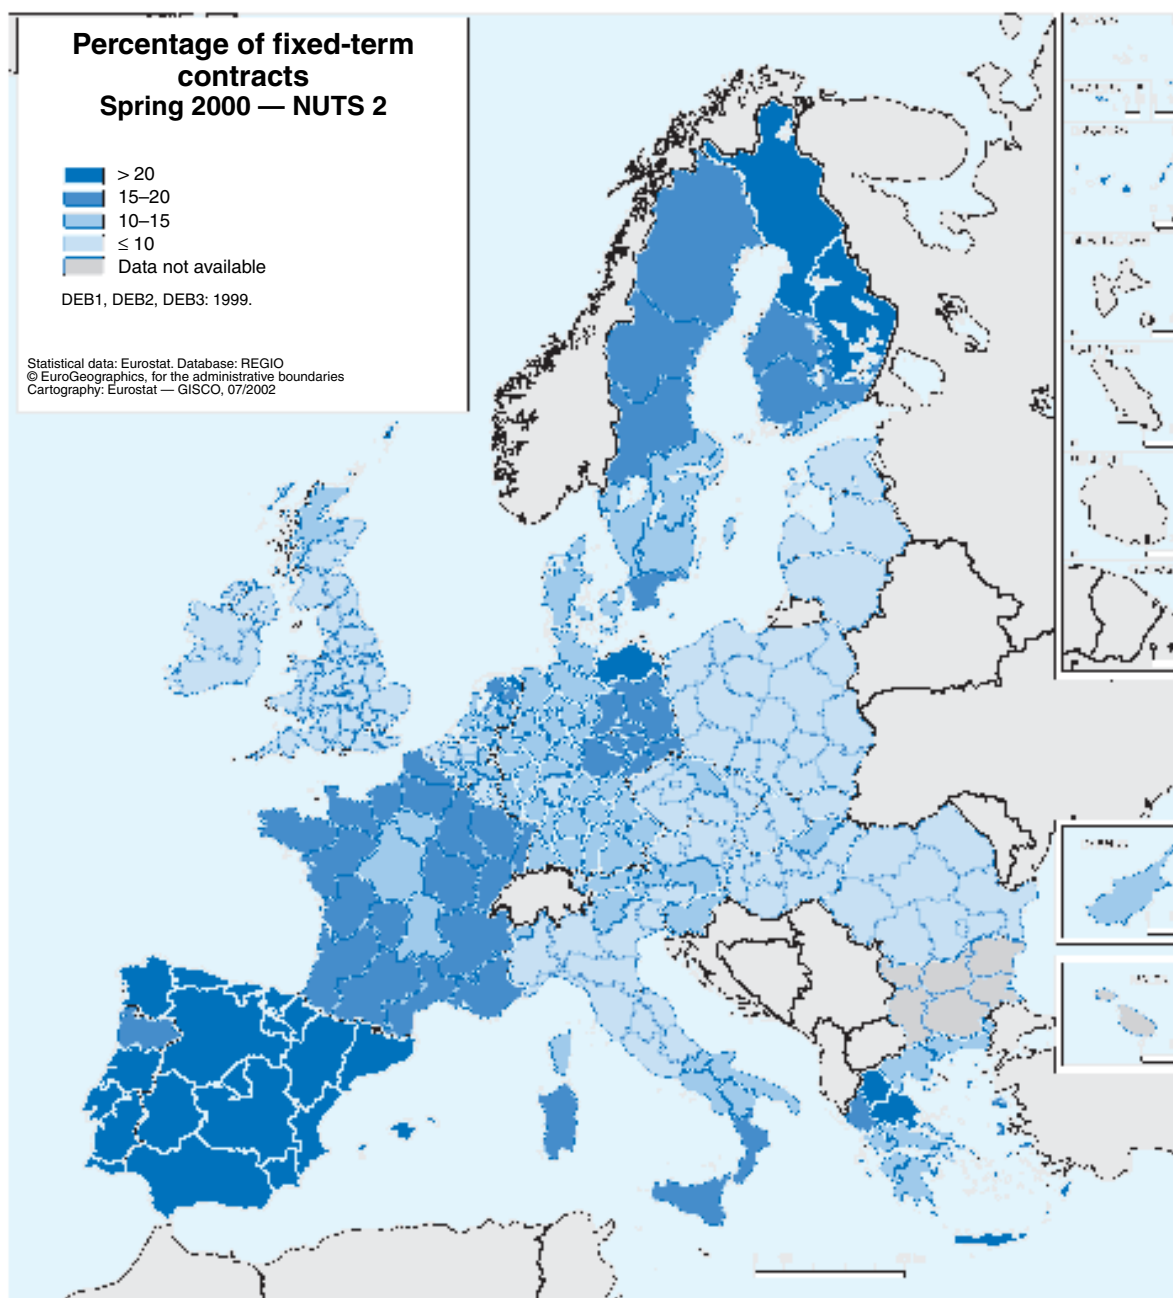 Percentage of fixed-term
contracts
Spring 2000 — NUTS 2
> 20
15–20
10–15
≤ 10
Data not available
DEB1, DEB2, DEB3: 1999.
Statistical data: Eurostat. Database: REGIO
© EuroGeographics, for the administrative boundaries
Cartography: Eurostat — GISCO, 07/2002